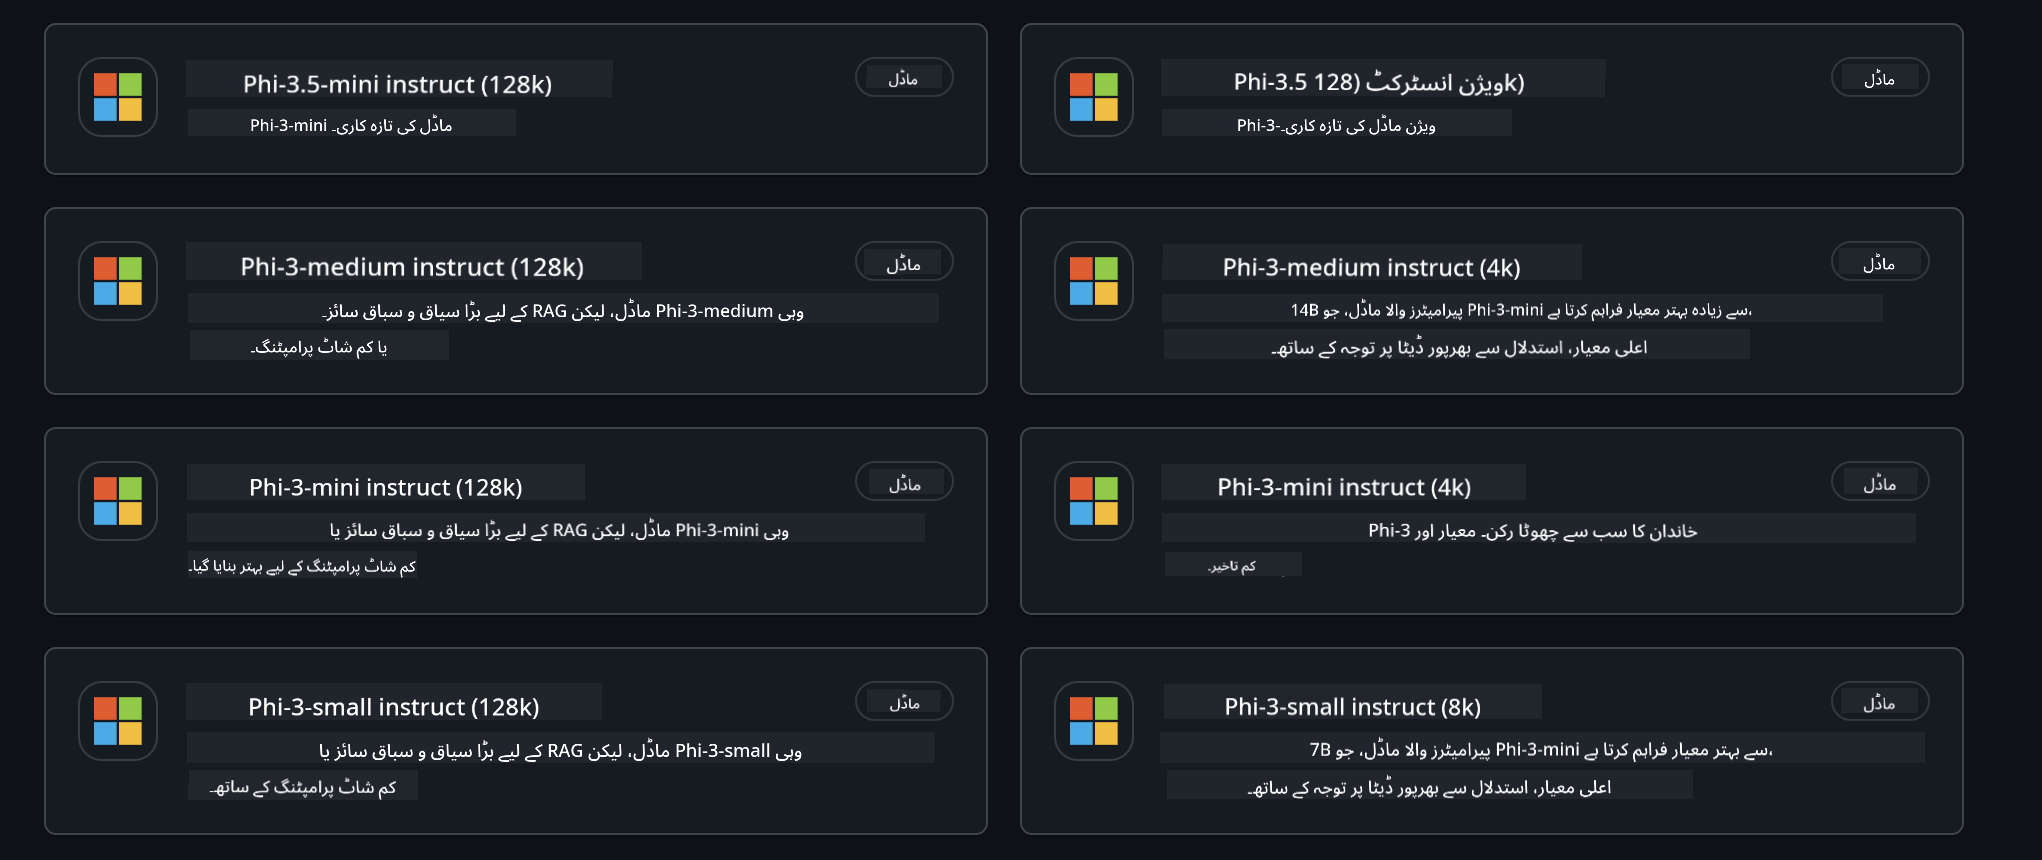 Phi-3.5-mini instruct (128k)
ماڈل
Phi-3-mini ماڈل کی تازہ کاری۔
Phi-3.5 ویژن انسٹرکٹ (128k)
ماڈل
Phi-3-ویژن ماڈل کی تازہ کاری۔
Phi-3-medium instruct (128k)
ماڈل
وہی Phi-3-medium ماڈل، لیکن RAG کے لیے بڑا سیاق و سباق سائز۔
یا کم شاٹ پرامپٹنگ۔
Phi-3-medium instruct (4k)
ماڈل
14B پیرامیٹرز والا ماڈل، جو Phi-3-mini سے زیادہ بہتر معیار فراہم کرتا ہے،
اعلی معیار، استدلال سے بھرپور ڈیٹا پر توجہ کے ساتھ۔
Phi-3-mini instruct (128k)
ماڈل
وہی Phi-3-mini ماڈل، لیکن RAG کے لیے بڑا سیاق و سباق سائز یا
کم شاٹ پرامپٹنگ کے لیے بہتر بنایا گیا۔
Phi-3-mini instruct (4k)
ماڈل
Phi-3 خاندان کا سب سے چھوٹا رکن۔ معیار اور
کم تاخیر۔
Phi-3-small instruct (128k)
ماڈل
وہی Phi-3-small ماڈل، لیکن RAG کے لیے بڑا سیاق و سباق سائز یا
کم شاٹ پرامپٹنگ کے ساتھ۔
Phi-3-small instruct (8k)
ماڈل
7B پیرامیٹرز والا ماڈل، جو Phi-3-mini سے بہتر معیار فراہم کرتا ہے،
اعلی معیار، استدلال سے بھرپور ڈیٹا پر توجہ کے ساتھ۔